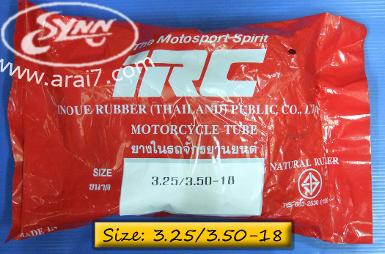 SYNN
www.arai7.com
The Motosport Spirit
IRC
INOUE RUBBER (THAILAND) PUBLIC CO.,
MOTORCYCLE TUBE
ยางในรถจักรยานยนต์
SIZE
ขนาด
3.25/3.50-18
NATURAL
Size: 3.25/3.50-18